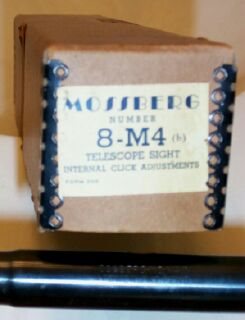 MOSSBERG
NUMBER
8-M4 (b)
TELESCOPE SIGHT
INTERNAL CLICK ADJUSTMENTS